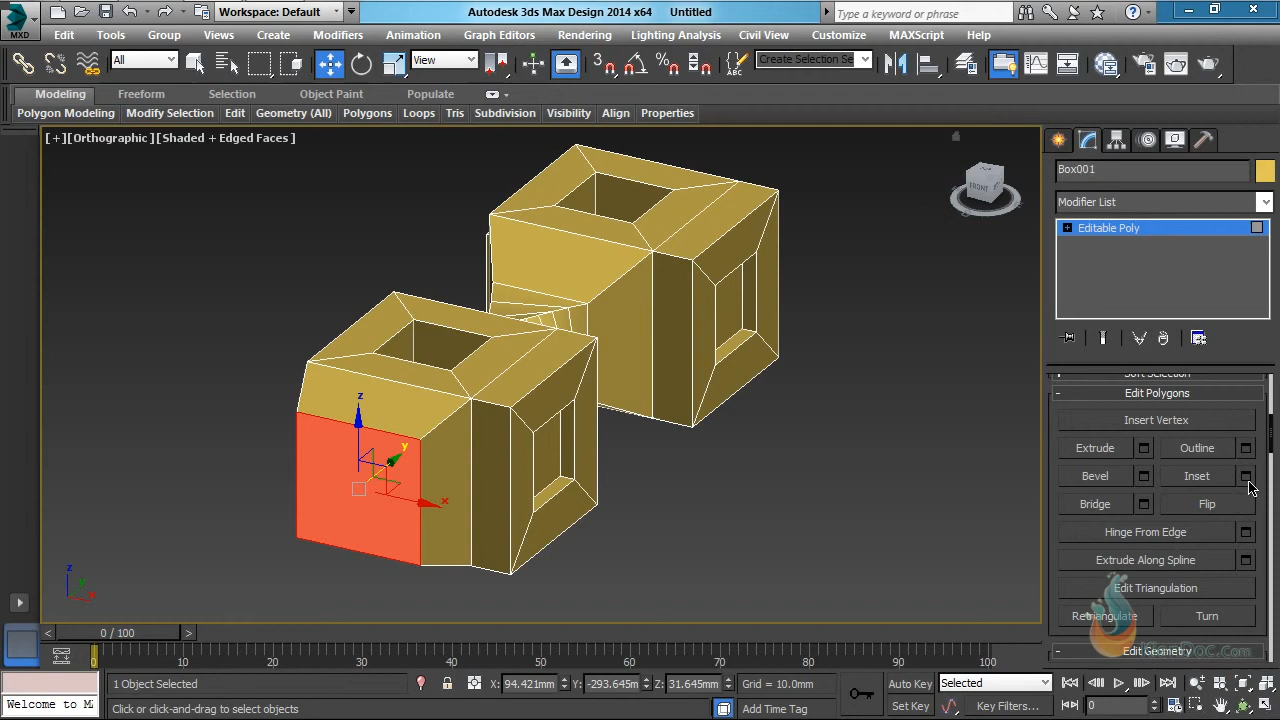 MXD
Workspace: Default
Autodesk 3ds Max Design 2014 x64 Untitled
Type a keyword or phrase
Edit Tools Group Views Create Modifiers Animation Graph Editors Rendering Lighting Analysis Civil View Customize MAXScript Help
All
View
3
Create Selection Se
Modeling Freeform Selection Object Paint Populate
Polygon Modeling Modify Selection Edit Geometry (All) Polygons Loops Tris Subdivision Visibility Align Properties
[+][Orthographic][Shaded + Edged Faces]
FRONT
Box001
Modifier List
Editable Poly
Soft Selection
- Edit Polygons
Insert Vertex
Extrude Outline
Bevel Inset
Bridge Flip
Hinge From Edge
Extrude Along Spline
Edit Triangulation
Retriangulate Turn
- Edit Geometry
z
y
x
z
y
x
< 0 / 100 >
0 10 20 30 40 50 60 70 80 90 100
1 Object Selected
X: 94.421mm Y: -293.645m Z: 31.645mm Grid = 10.0mm
Auto Key Selected
Welcome to M
Click or click-and-drag to select objects
Add Time Tag
Set Key Key Filters... 0